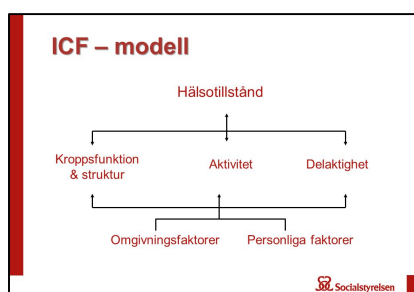 ICF – modell
Hälsotillstånd
Kroppsfunktion
& struktur
Aktivitet
Delaktighet
Omgivningsfaktorer
Personliga faktorer
Socialstyrelsen